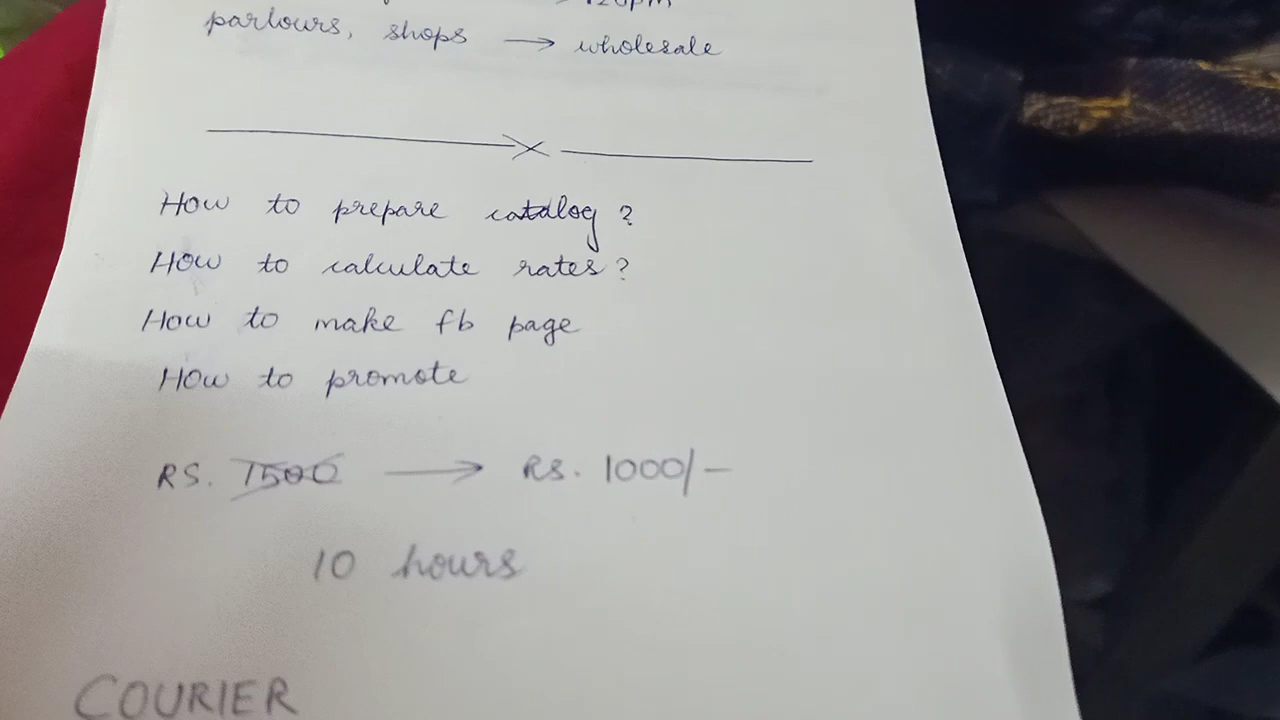 parlours, shops → wholesale
How to prepare catalog ?
How to calculate rates ?
How to make fb page
How to promote
RS. 1500 → RS. 1000/-
10 hours
COURIER